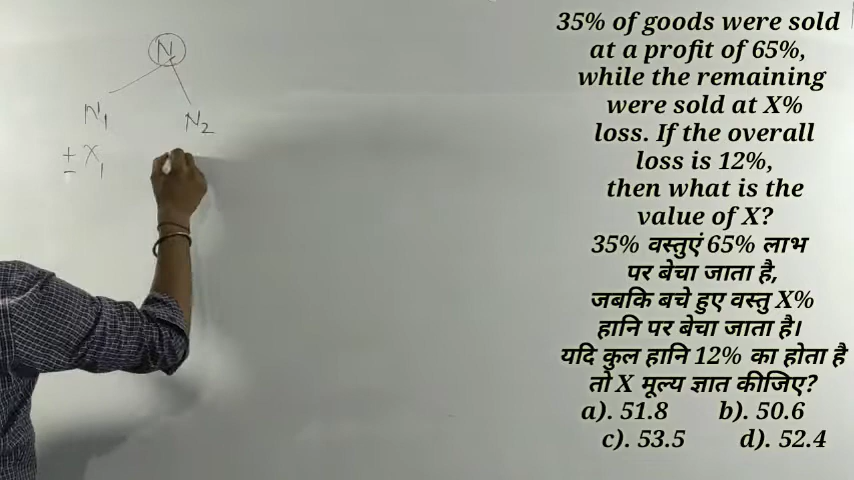 N
N₁ N₂
± X₁
35% of goods were sold
at a profit of 65%,
while the remaining
were sold at X%
loss. If the overall
loss is 12%,
then what is the
value of X?
35% वस्तुएं 65% लाभ
पर बेचा जाता है,
जबकि बचे हुए वस्तु X%
हानि पर बेचा जाता है।
यदि कुल हानि 12% का होता है
तो X मूल्य ज्ञात कीजिए?
a). 51.8 b). 50.6
c). 53.5 d). 52.4